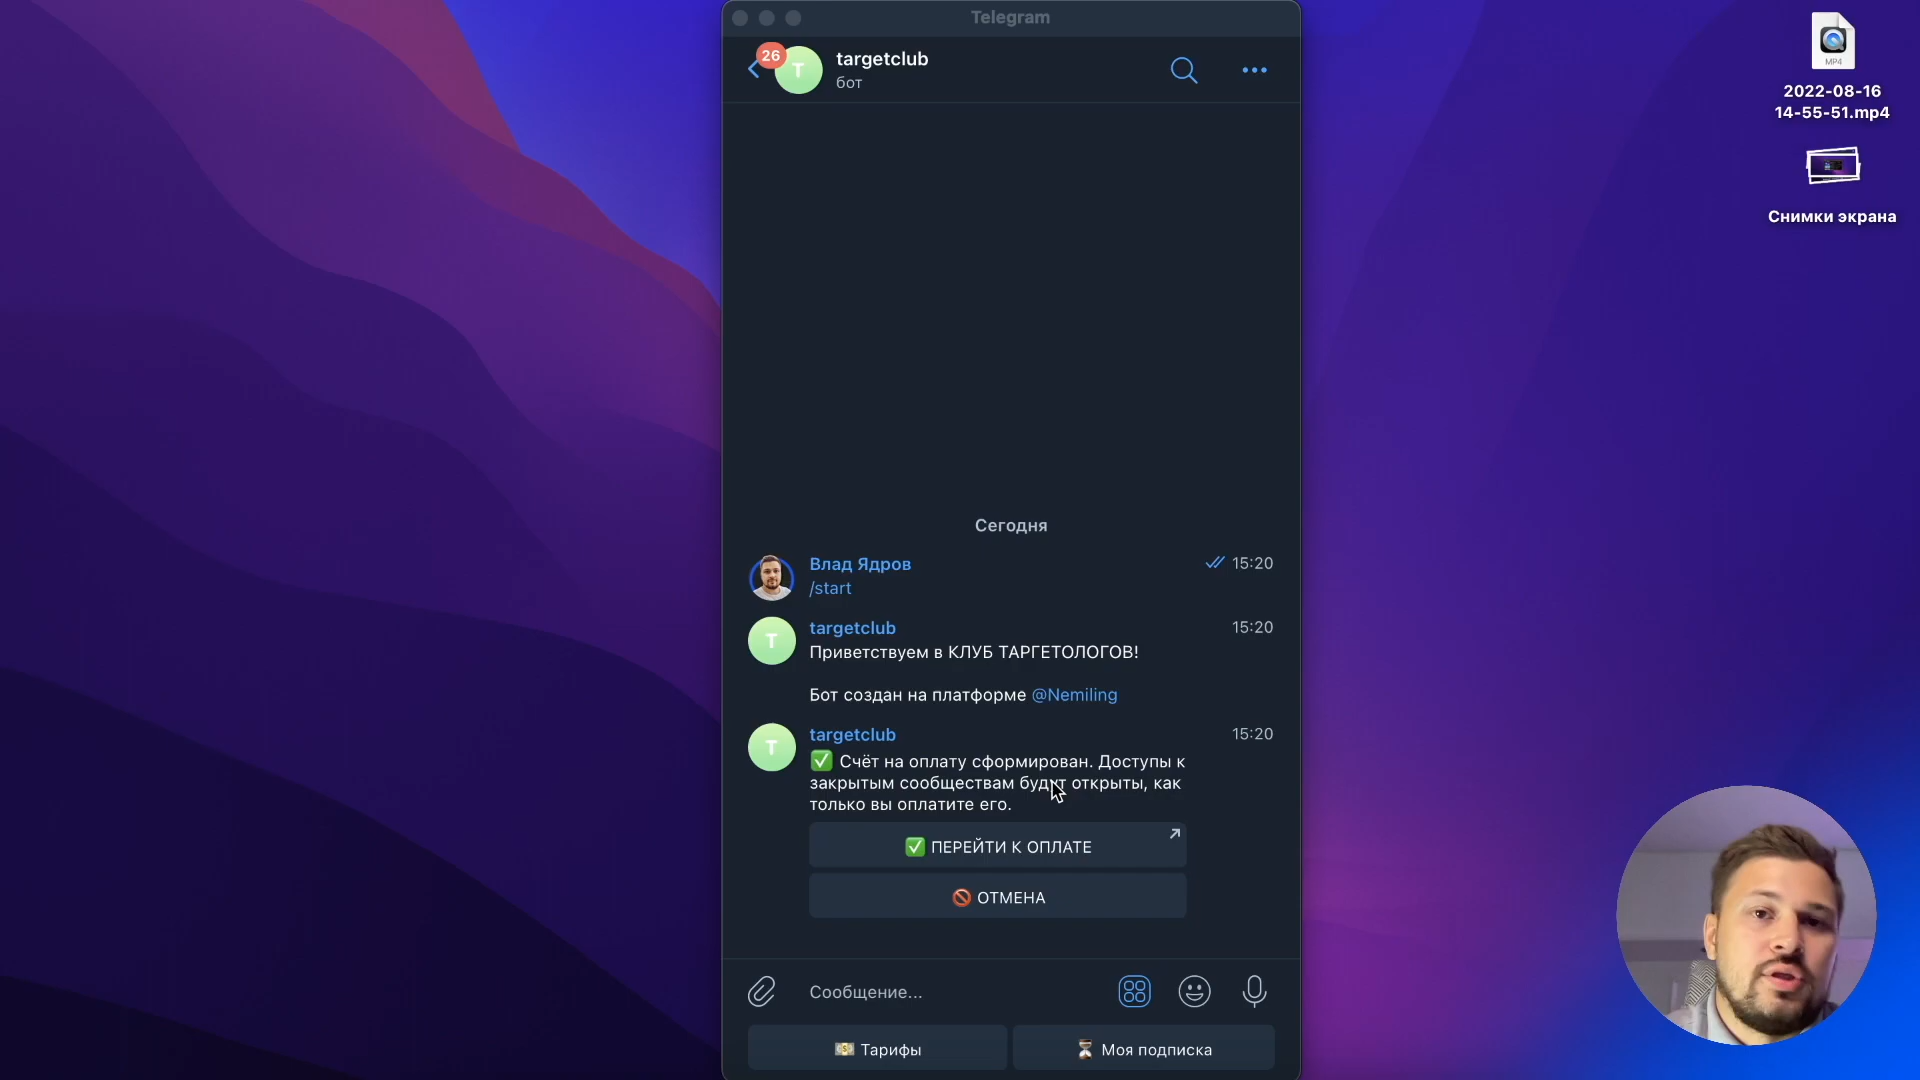 Telegram
26
T
targetclub
бот
MP4
2022-08-16
14-55-51.mp4
Снимки экрана
Сегодня
Влад Ядров
15:20
/start
T
targetclub
15:20
Приветствуем в КЛУБ ТАРГЕТОЛОГОВ!
Бот создан на платформе @Nemiling
T
targetclub
15:20
✅ Счёт на оплату сформирован. Доступы к
закрытым сообществам будут открыты, как
только вы оплатите его.
✅ ПЕРЕЙТИ К ОПЛАТЕ
🚫 ОТМЕНА
Сообщение...
💵 Тарифы
⏳ Моя подписка